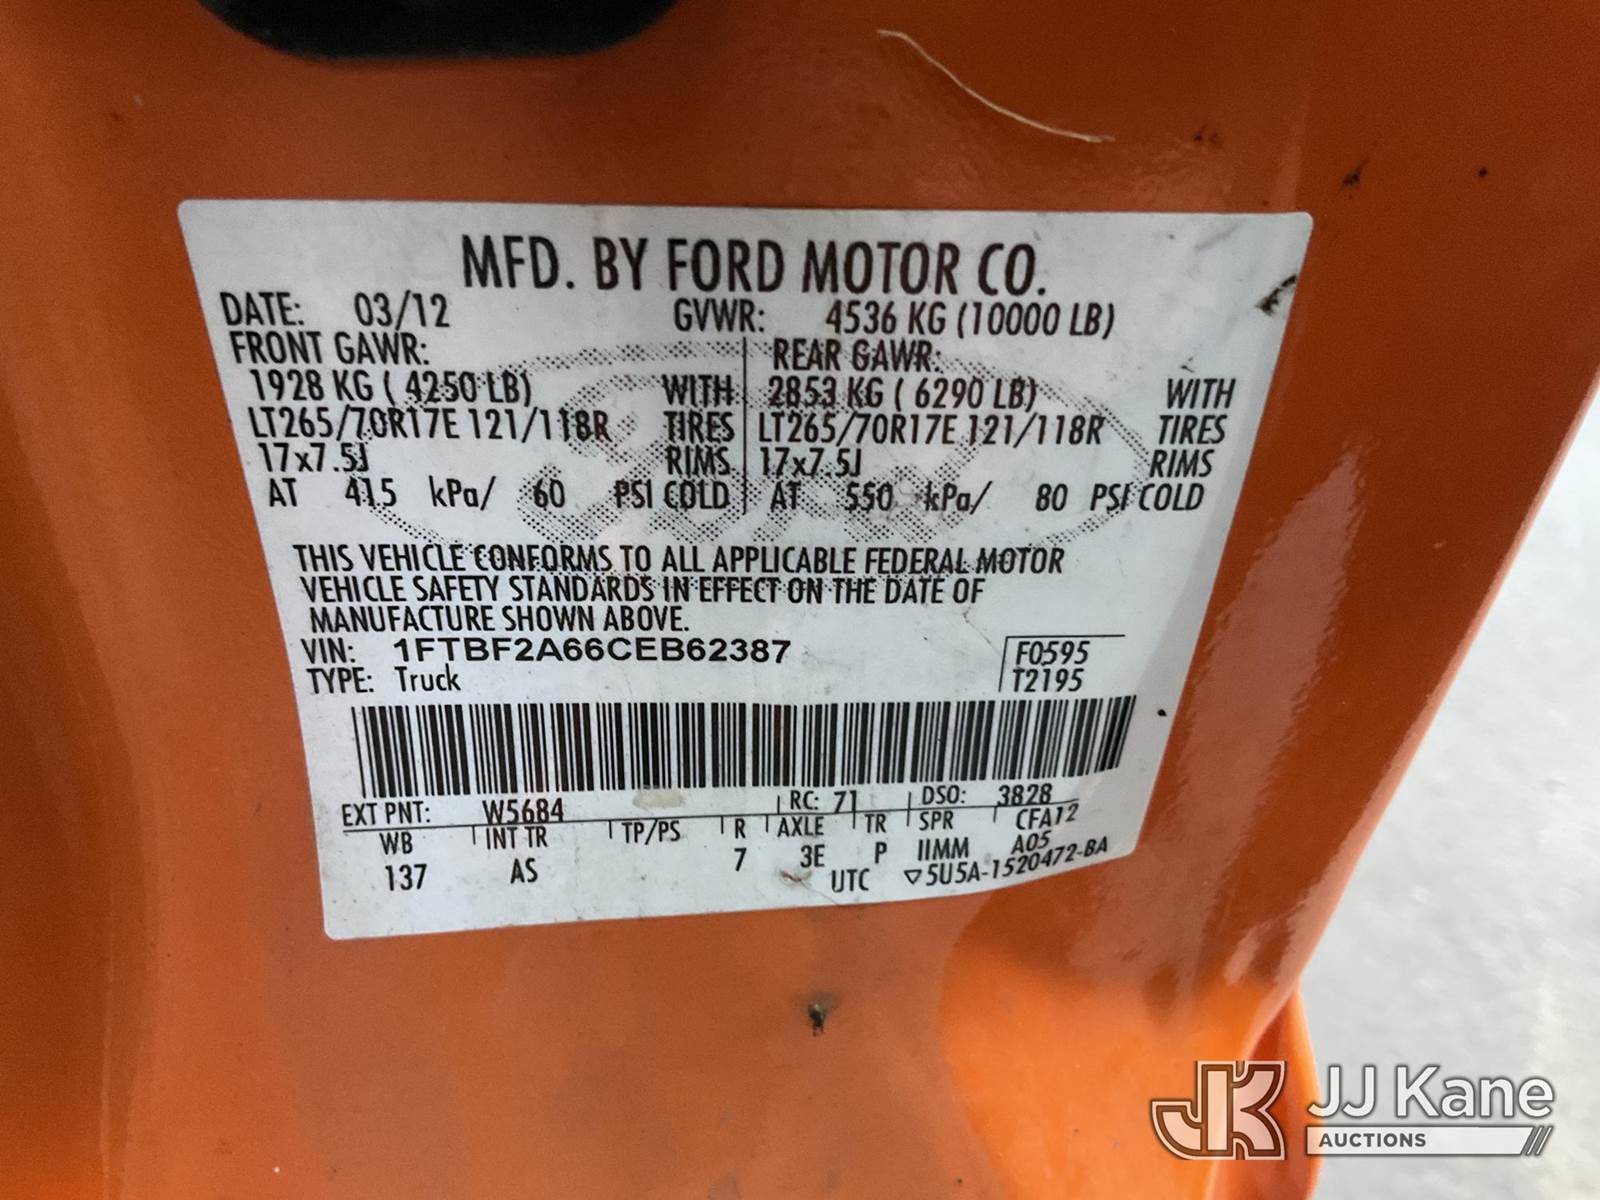 MFD. BY FORD MOTOR CO.
DATE: 03/12 GVWR: 4536 KG (10000 LB)
FRONT GAWR: REAR GAWR:
1928 KG ( 4250 LB) WITH 2853 KG ( 6290 LB) WITH
LT265/70R17E 121/118R TIRES LT265/70R17E 121/118R TIRES
17x7.5J RIMS 17x7.5J RIMS
AT 415 kPa/ 60 PSI COLD AT 550 kPa/ 80 PSI COLD
THIS VEHICLE CONFORMS TO ALL APPLICABLE FEDERAL MOTOR
VEHICLE SAFETY STANDARDS IN EFFECT ON THE DATE OF
MANUFACTURE SHOWN ABOVE.
VIN: 1FTBF2A66CEB62387 F0595
TYPE: Truck T2195
EXT PNT: W5684 RC: 71 DSO: 3828
WB INT TR TP/PS R AXLE TR SPR CFA12
137 AS 7 3E P IIMM A05
UTC ▽5U5A-1520472-BA
JK JJ Kane
AUCTIONS